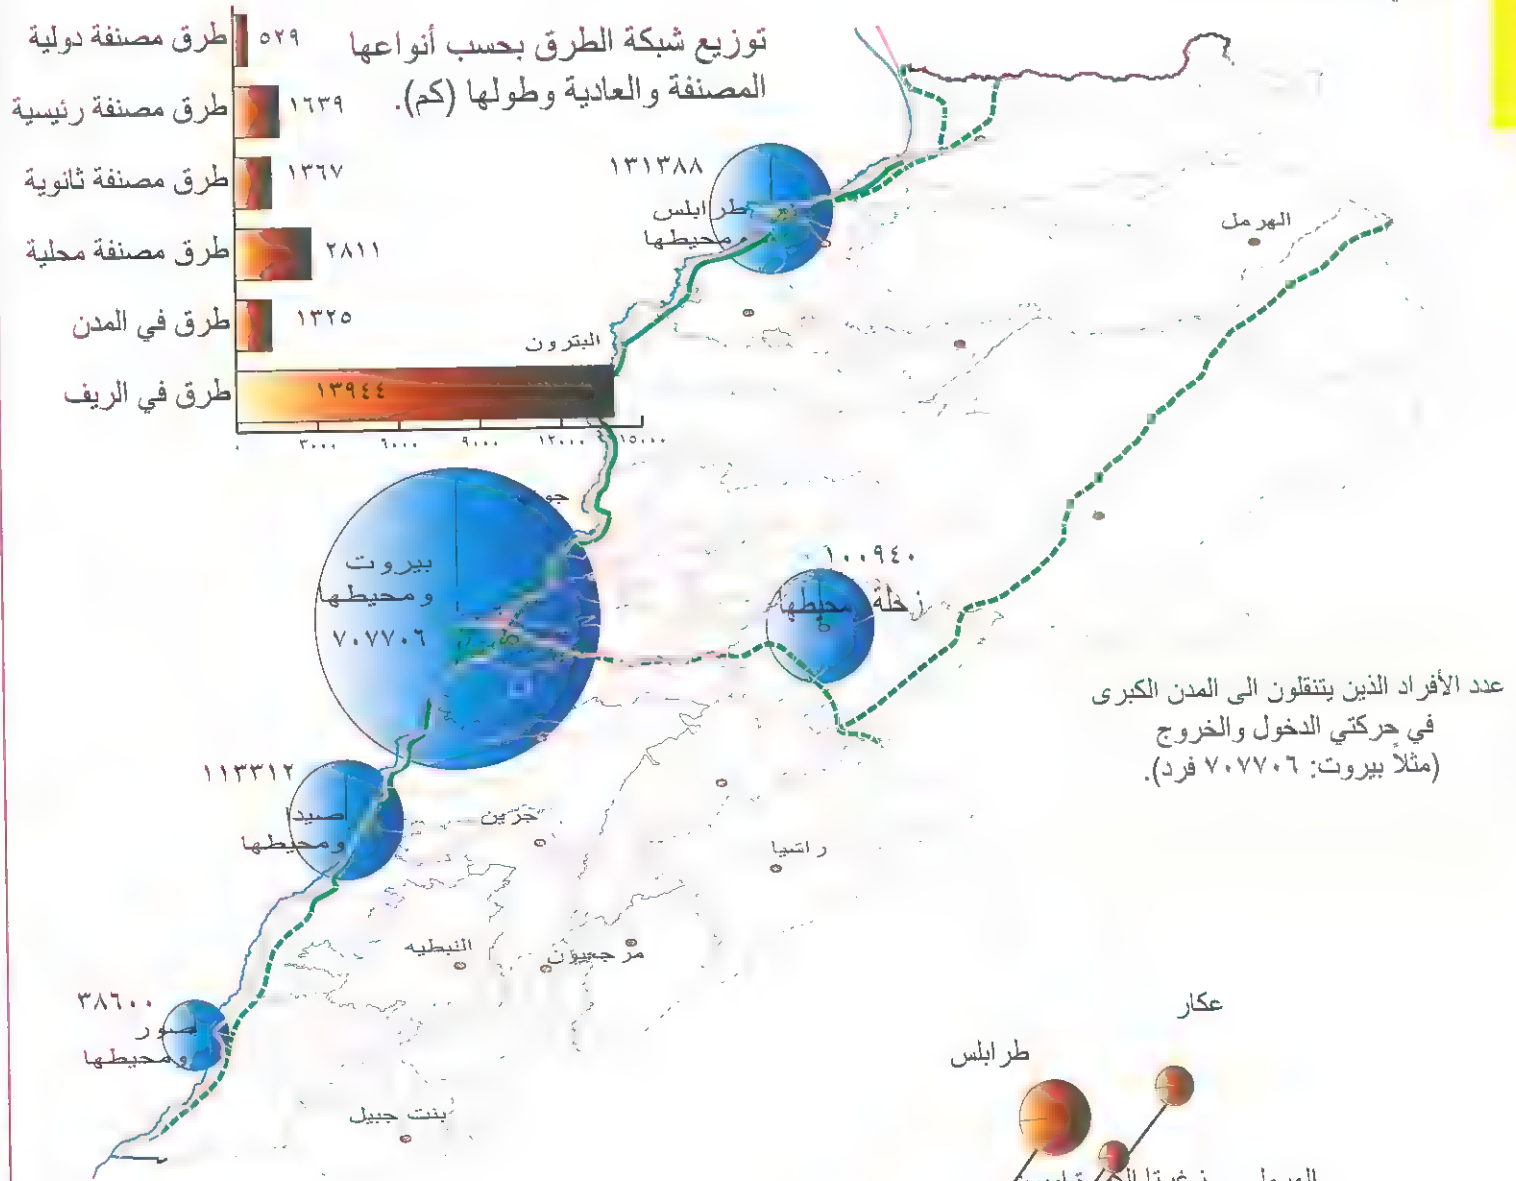 توزيع شبكة الطرق بحسب أنواعها
المصنفة والعادية وطولها (كم).
طرق مصنفة دولية ٥٢٩
طرق مصنفة رئيسية ١٦٣٩
طرق مصنفة ثانوية ١٣٦٧
طرق مصنفة محلية ٢٨١١
طرق في المدن ١٣٢٥
طرق في الريف ١٣٩٤٤
٠ ٣٠٠٠ ٦٠٠٠ ٩٠٠٠ ١٢٠٠٠ ١٥٠٠٠
١٣١٣٨٨
طرابلس
ومحيطها
الهرمل
البترون
بيروت
ومحيطها
٧٠٧٧٠٦
١٠٠٩٤٠
زحلة محيطها
عدد الأفراد الذين يتنقلون الى المدن الكبرى
في حركتي الدخول والخروج
(مثلاً بيروت: ٧٠٧٧٠٦ فرد).
١١٣٣١٢
صيدا
ومحيطها
جزين
راشيا
النبطيه
مرجعيون
٣٨٦٠٠
صور
ومحيطها
بنت جبيل
عكار
طرابلس